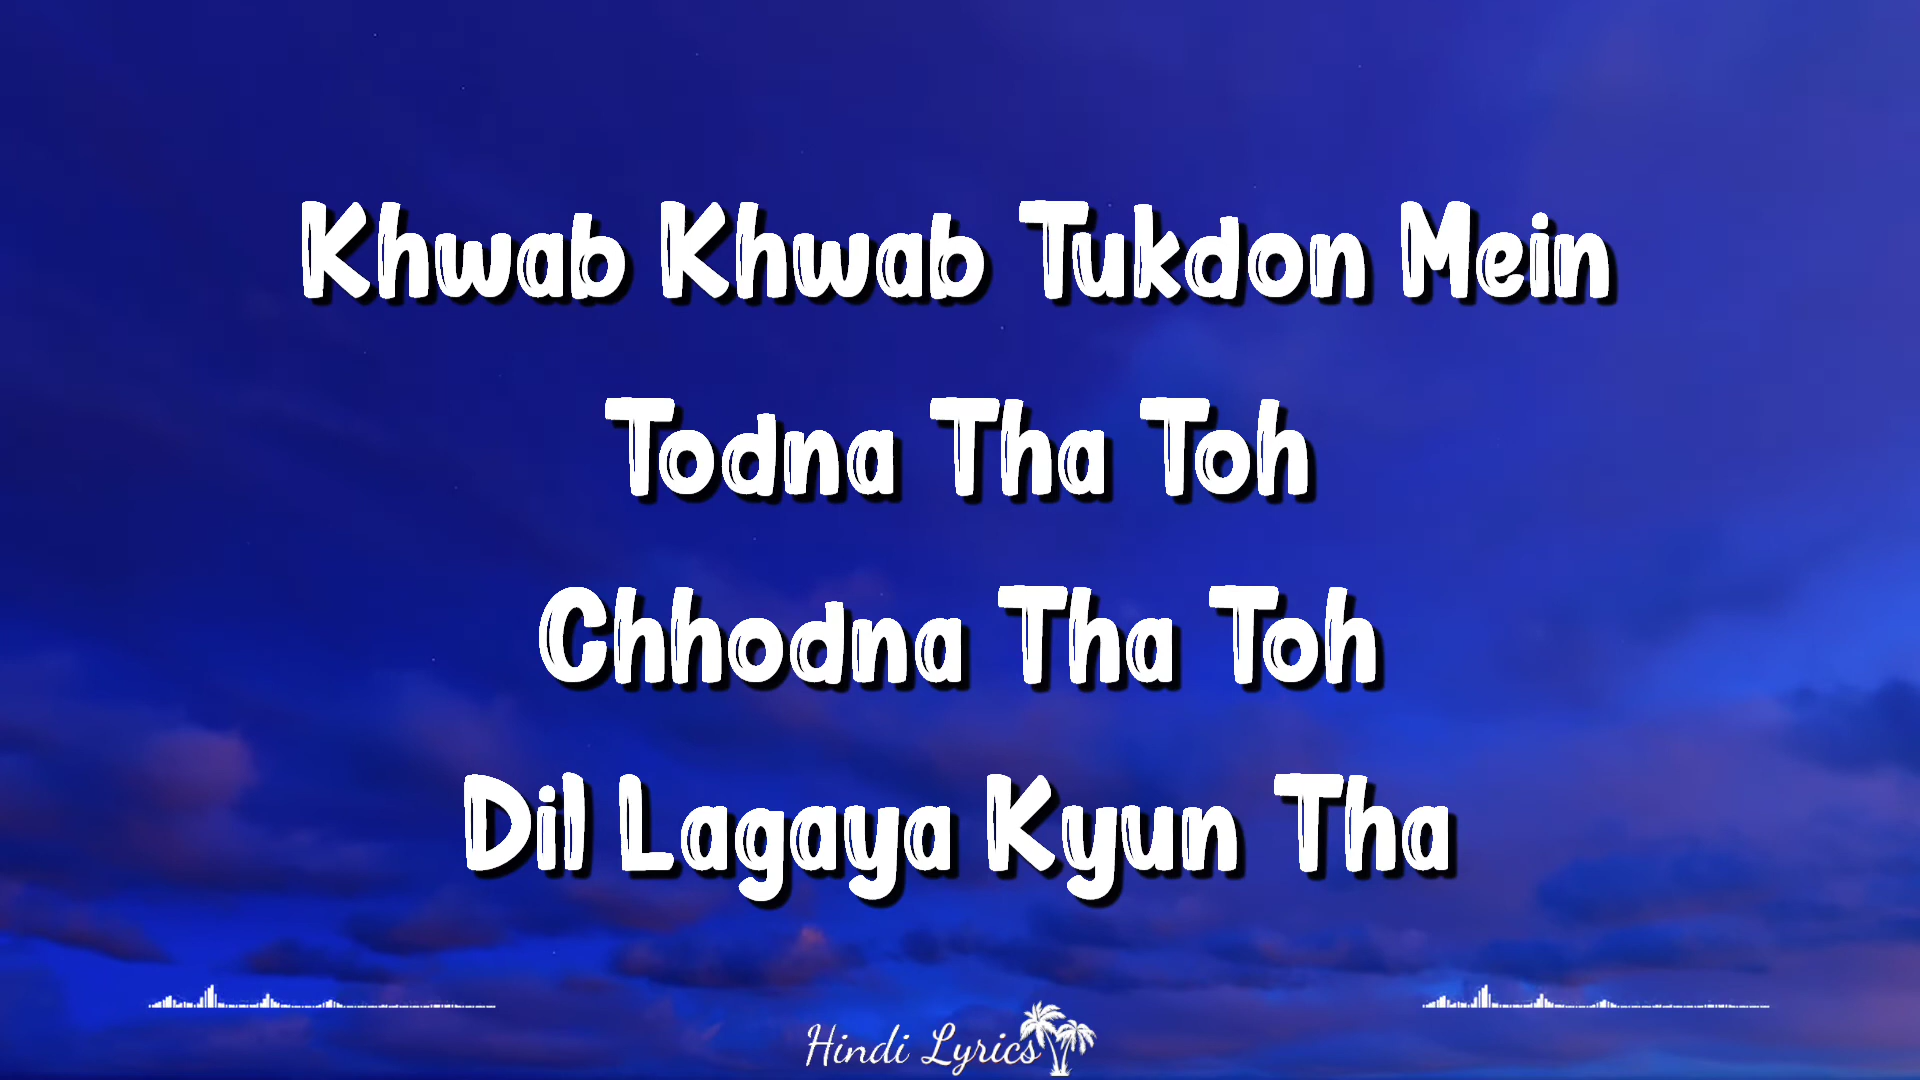 Khwab Khwab Tukdon Mein
Todna Tha Toh
Chhodna Tha Toh
Dil Lagaya Kyun Tha
Hindi Lyrics